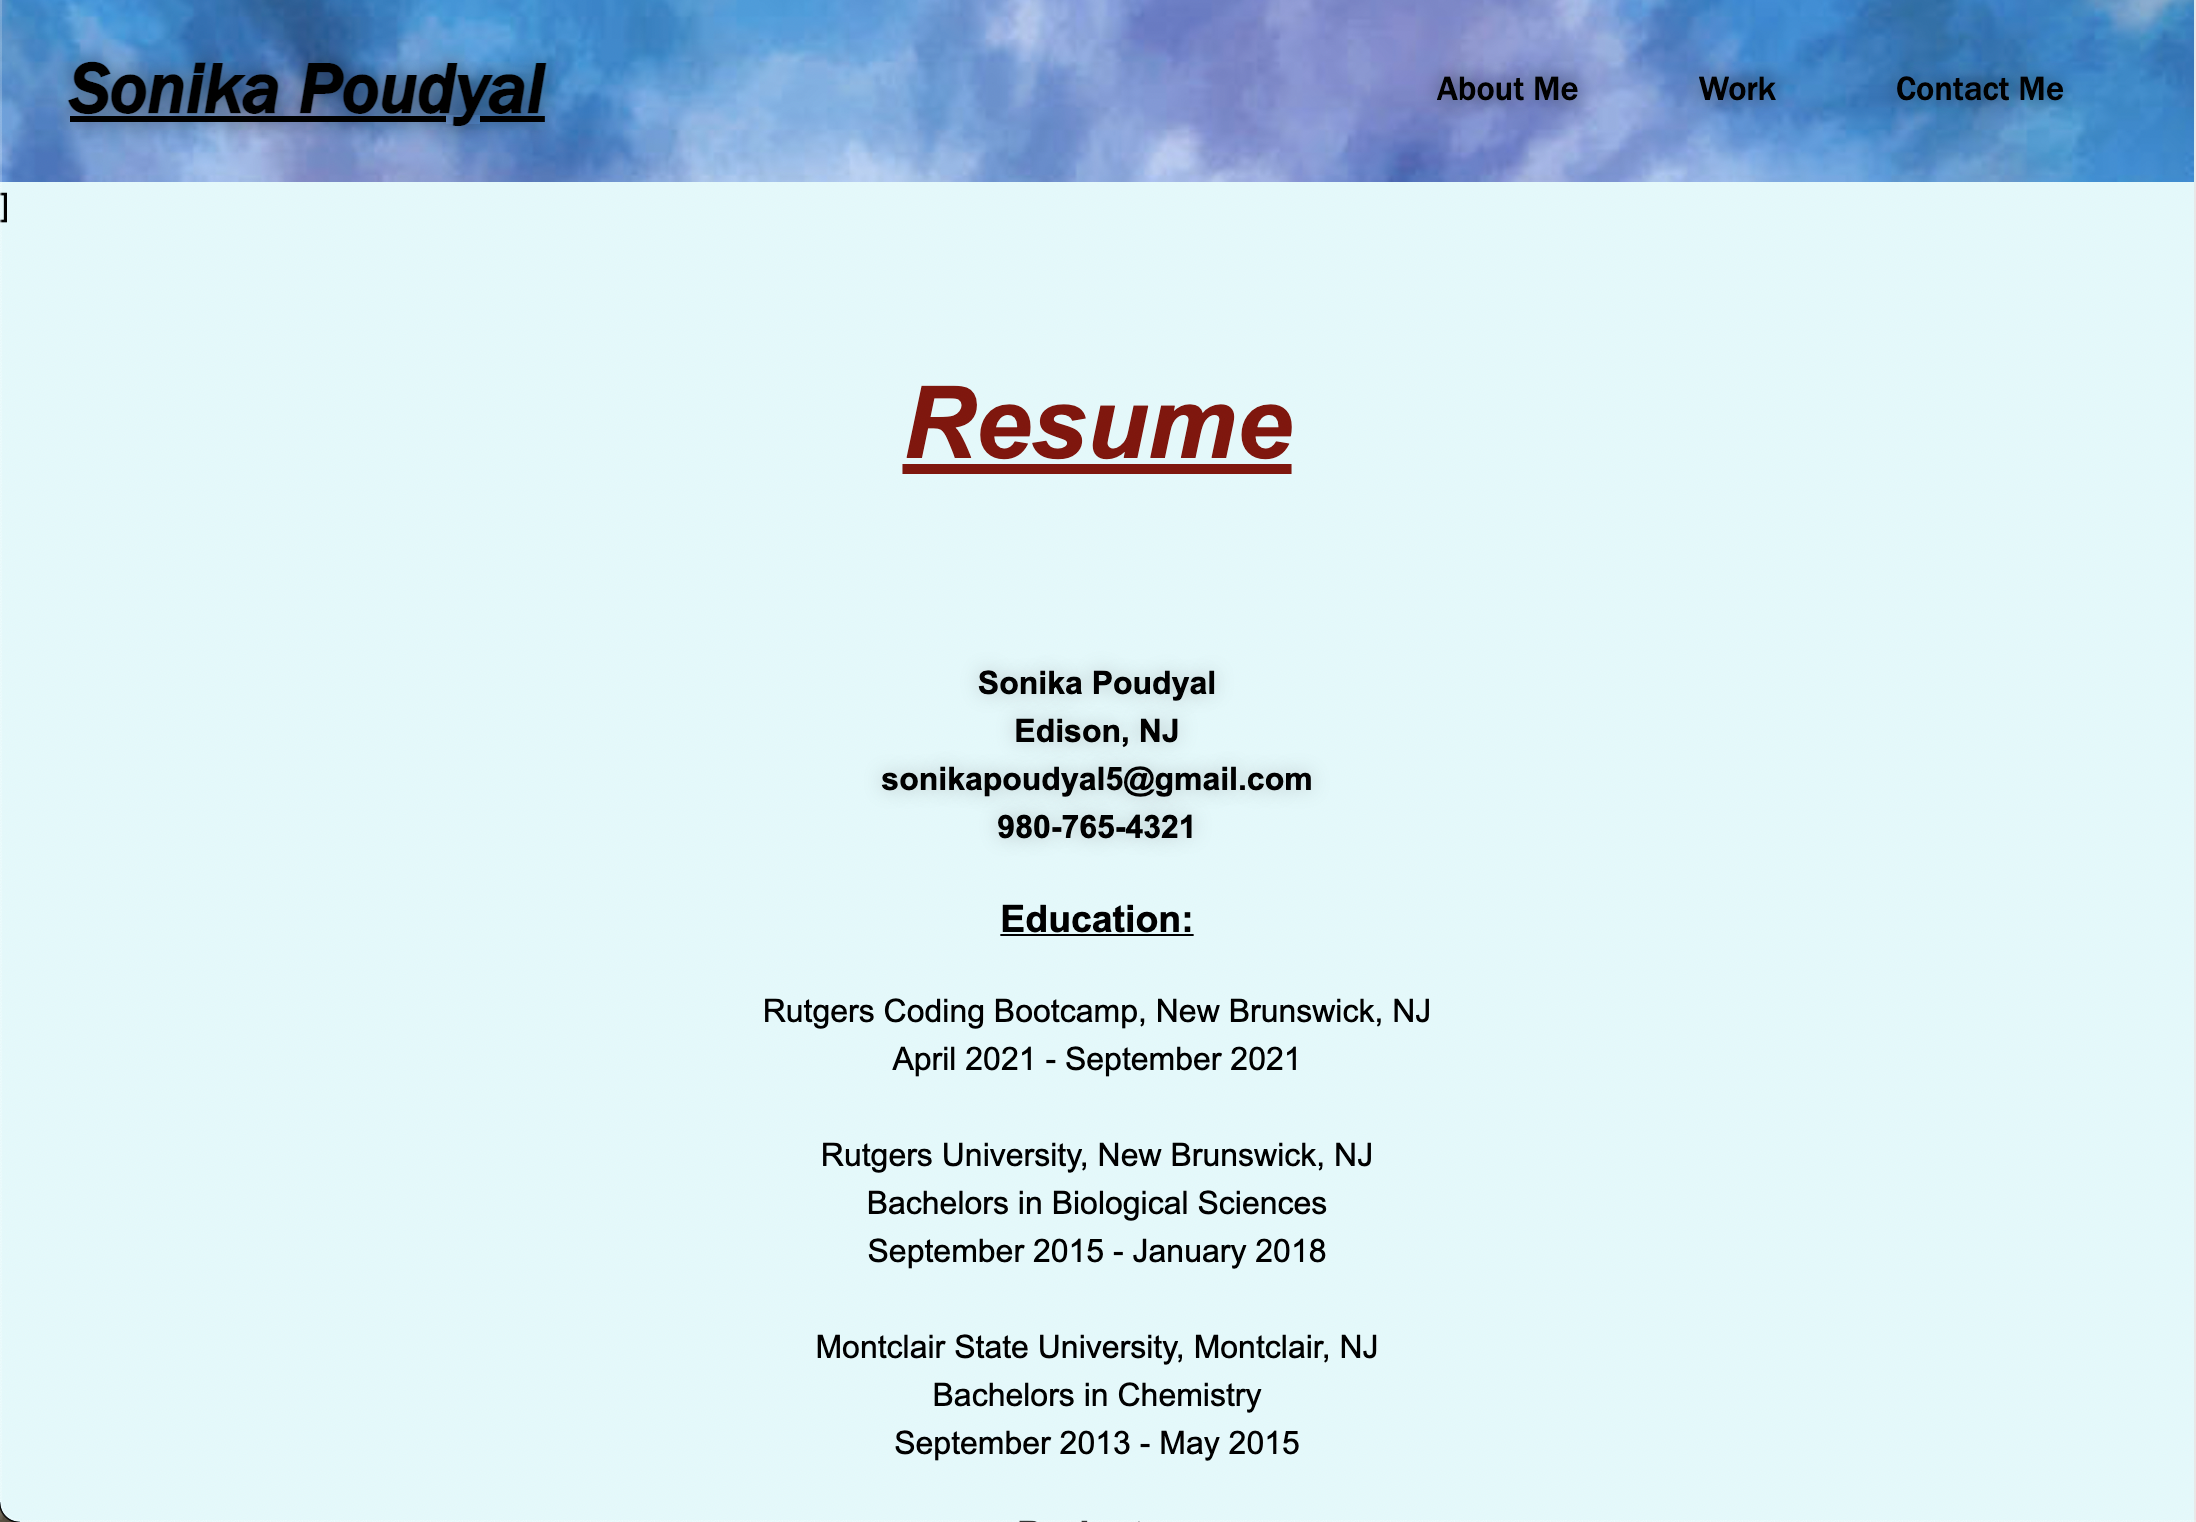 Sonika Poudyal
About Me
Work
Contact Me
]
Resume
Sonika Poudyal
Edison, NJ
sonikapoudyal5@gmail.com
980-765-4321
Education:
Rutgers Coding Bootcamp, New Brunswick, NJ
April 2021 - September 2021
Rutgers University, New Brunswick, NJ
Bachelors in Biological Sciences
September 2015 - January 2018
Montclair State University, Montclair, NJ
Bachelors in Chemistry
September 2013 - May 2015